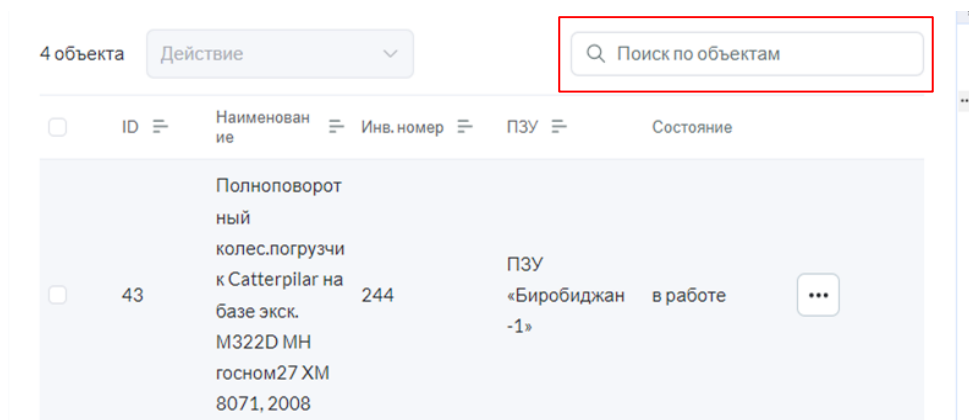 4 объекта
Действие
Поиск по объектам
ID
Наименован
ие
Инв. номер
ПЗУ
Состояние
Полноповорот
ный
колес.погрузчи
к Catterpilar на
базе экск.
M322D MH
госном27 ХМ
8071, 2008
43
244
ПЗУ
«Биробиджан
-1»
в работе